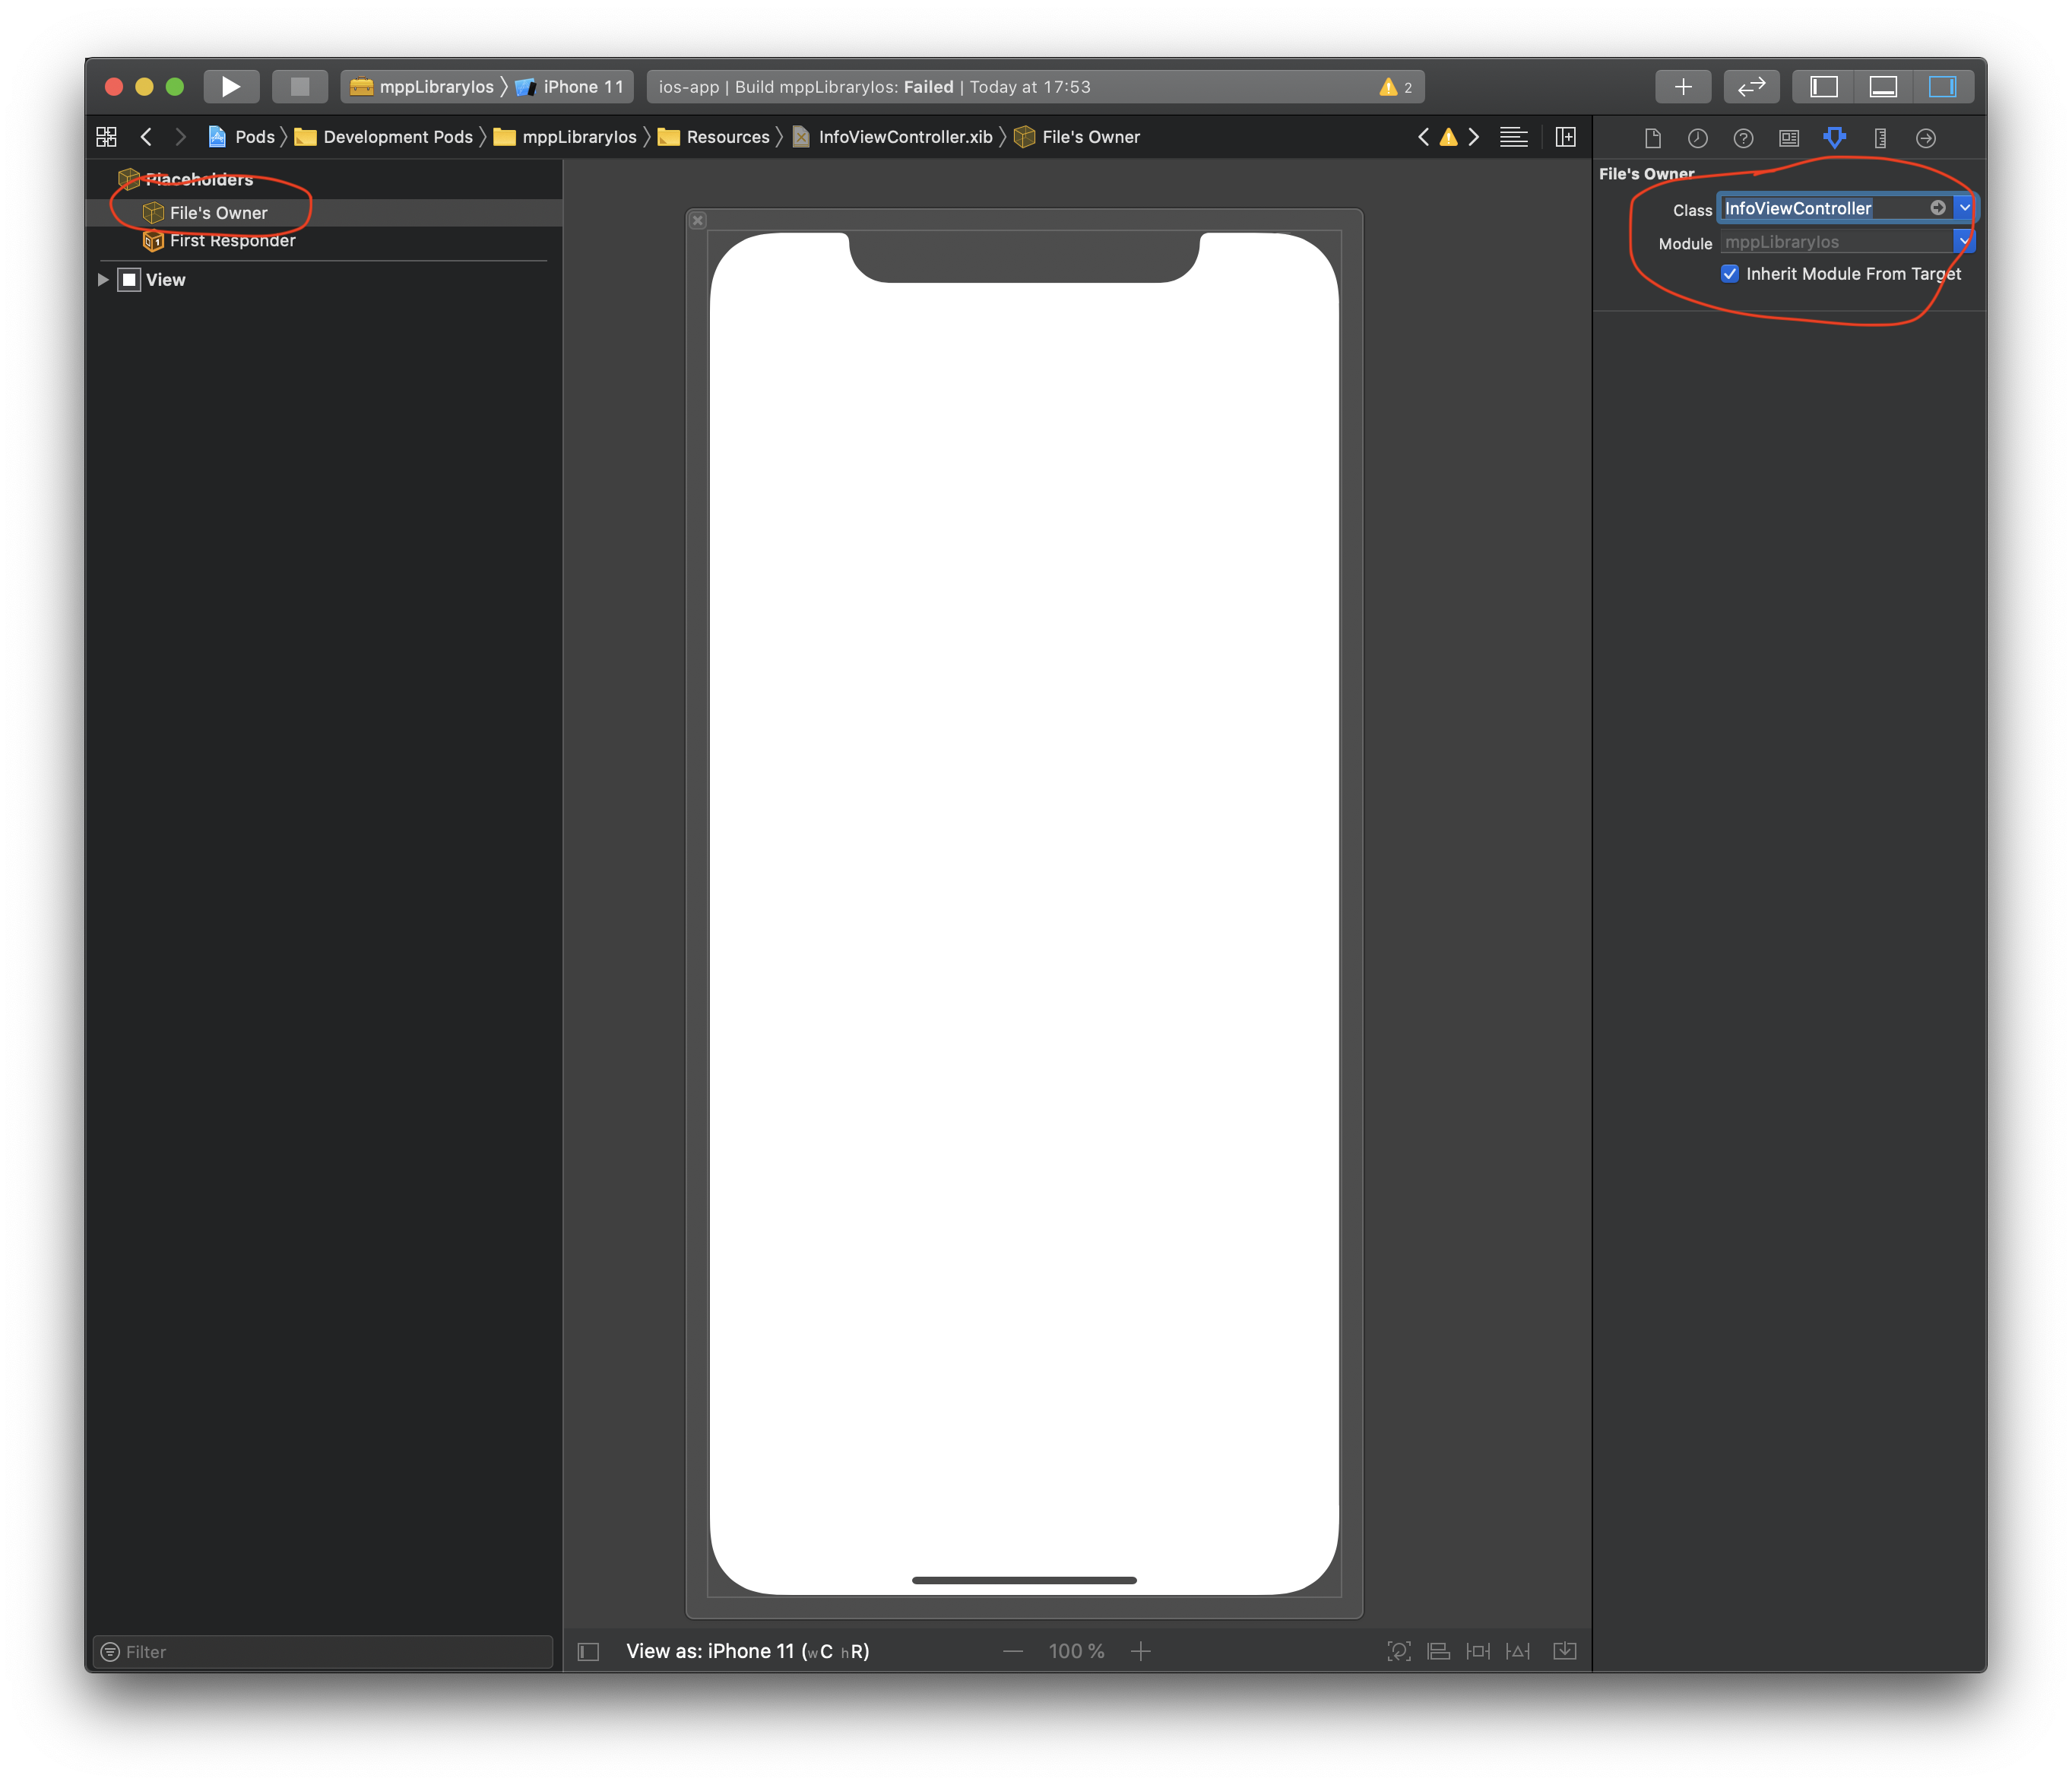 mppLibraryIos iPhone 11 ios-app | Build mppLibraryIos: Failed | Today at 17:53 2
Pods Development Pods mppLibraryIos Resources InfoViewController.xib File's Owner
Placeholders
File's Owner
First Responder
View
File's Owner
Class InfoViewController
Module mppLibraryIos
Inherit Module From Target
Filter
View as: iPhone 11 (wC hR) 100 %